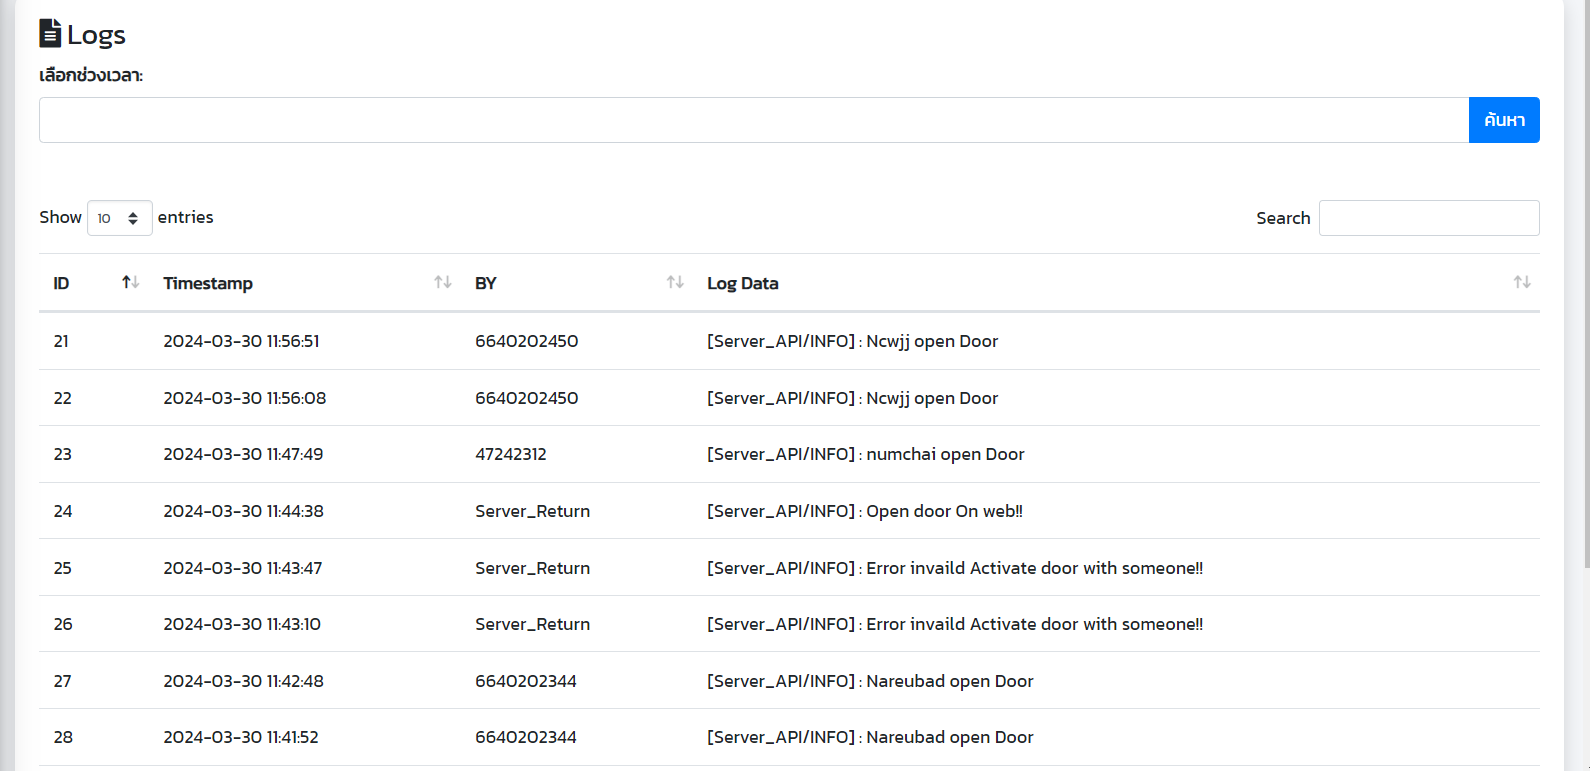 Logs
เลือกช่วงเวลา:
ค้นหา
Show 10 entries Search
ID Timestamp BY Log Data
21 2024-03-30 11:56:51 6640202450 [Server_API/INFO] : Ncwjj open Door
22 2024-03-30 11:56:08 6640202450 [Server_API/INFO] : Ncwjj open Door
23 2024-03-30 11:47:49 47242312 [Server_API/INFO] : numchai open Door
24 2024-03-30 11:44:38 Server_Return [Server_API/INFO] : Open door On web!!
25 2024-03-30 11:43:47 Server_Return [Server_API/INFO] : Error invaild Activate door with someone!!
26 2024-03-30 11:43:10 Server_Return [Server_API/INFO] : Error invaild Activate door with someone!!
27 2024-03-30 11:42:48 6640202344 [Server_API/INFO] : Nareubad open Door
28 2024-03-30 11:41:52 6640202344 [Server_API/INFO] : Nareubad open Door